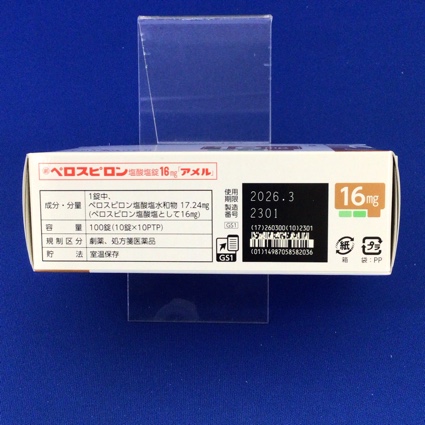 ペロスピロン塩酸塩錠16mg「アメル」
成分・分量 1錠中、
ペロスピロン塩酸塩水和物 17.24mg
(ペロスピロン塩酸塩として16mg)
容量 100錠(10錠×10PTP)
規制区分 劇薬、処方箋医薬品
貯法 室温保存
使用期限 2026.3
製造番号 2301
GS1
(17)260300(10)2301
(01)14987058582036
GS1
16mg
紙 プラ
箱 袋:PP